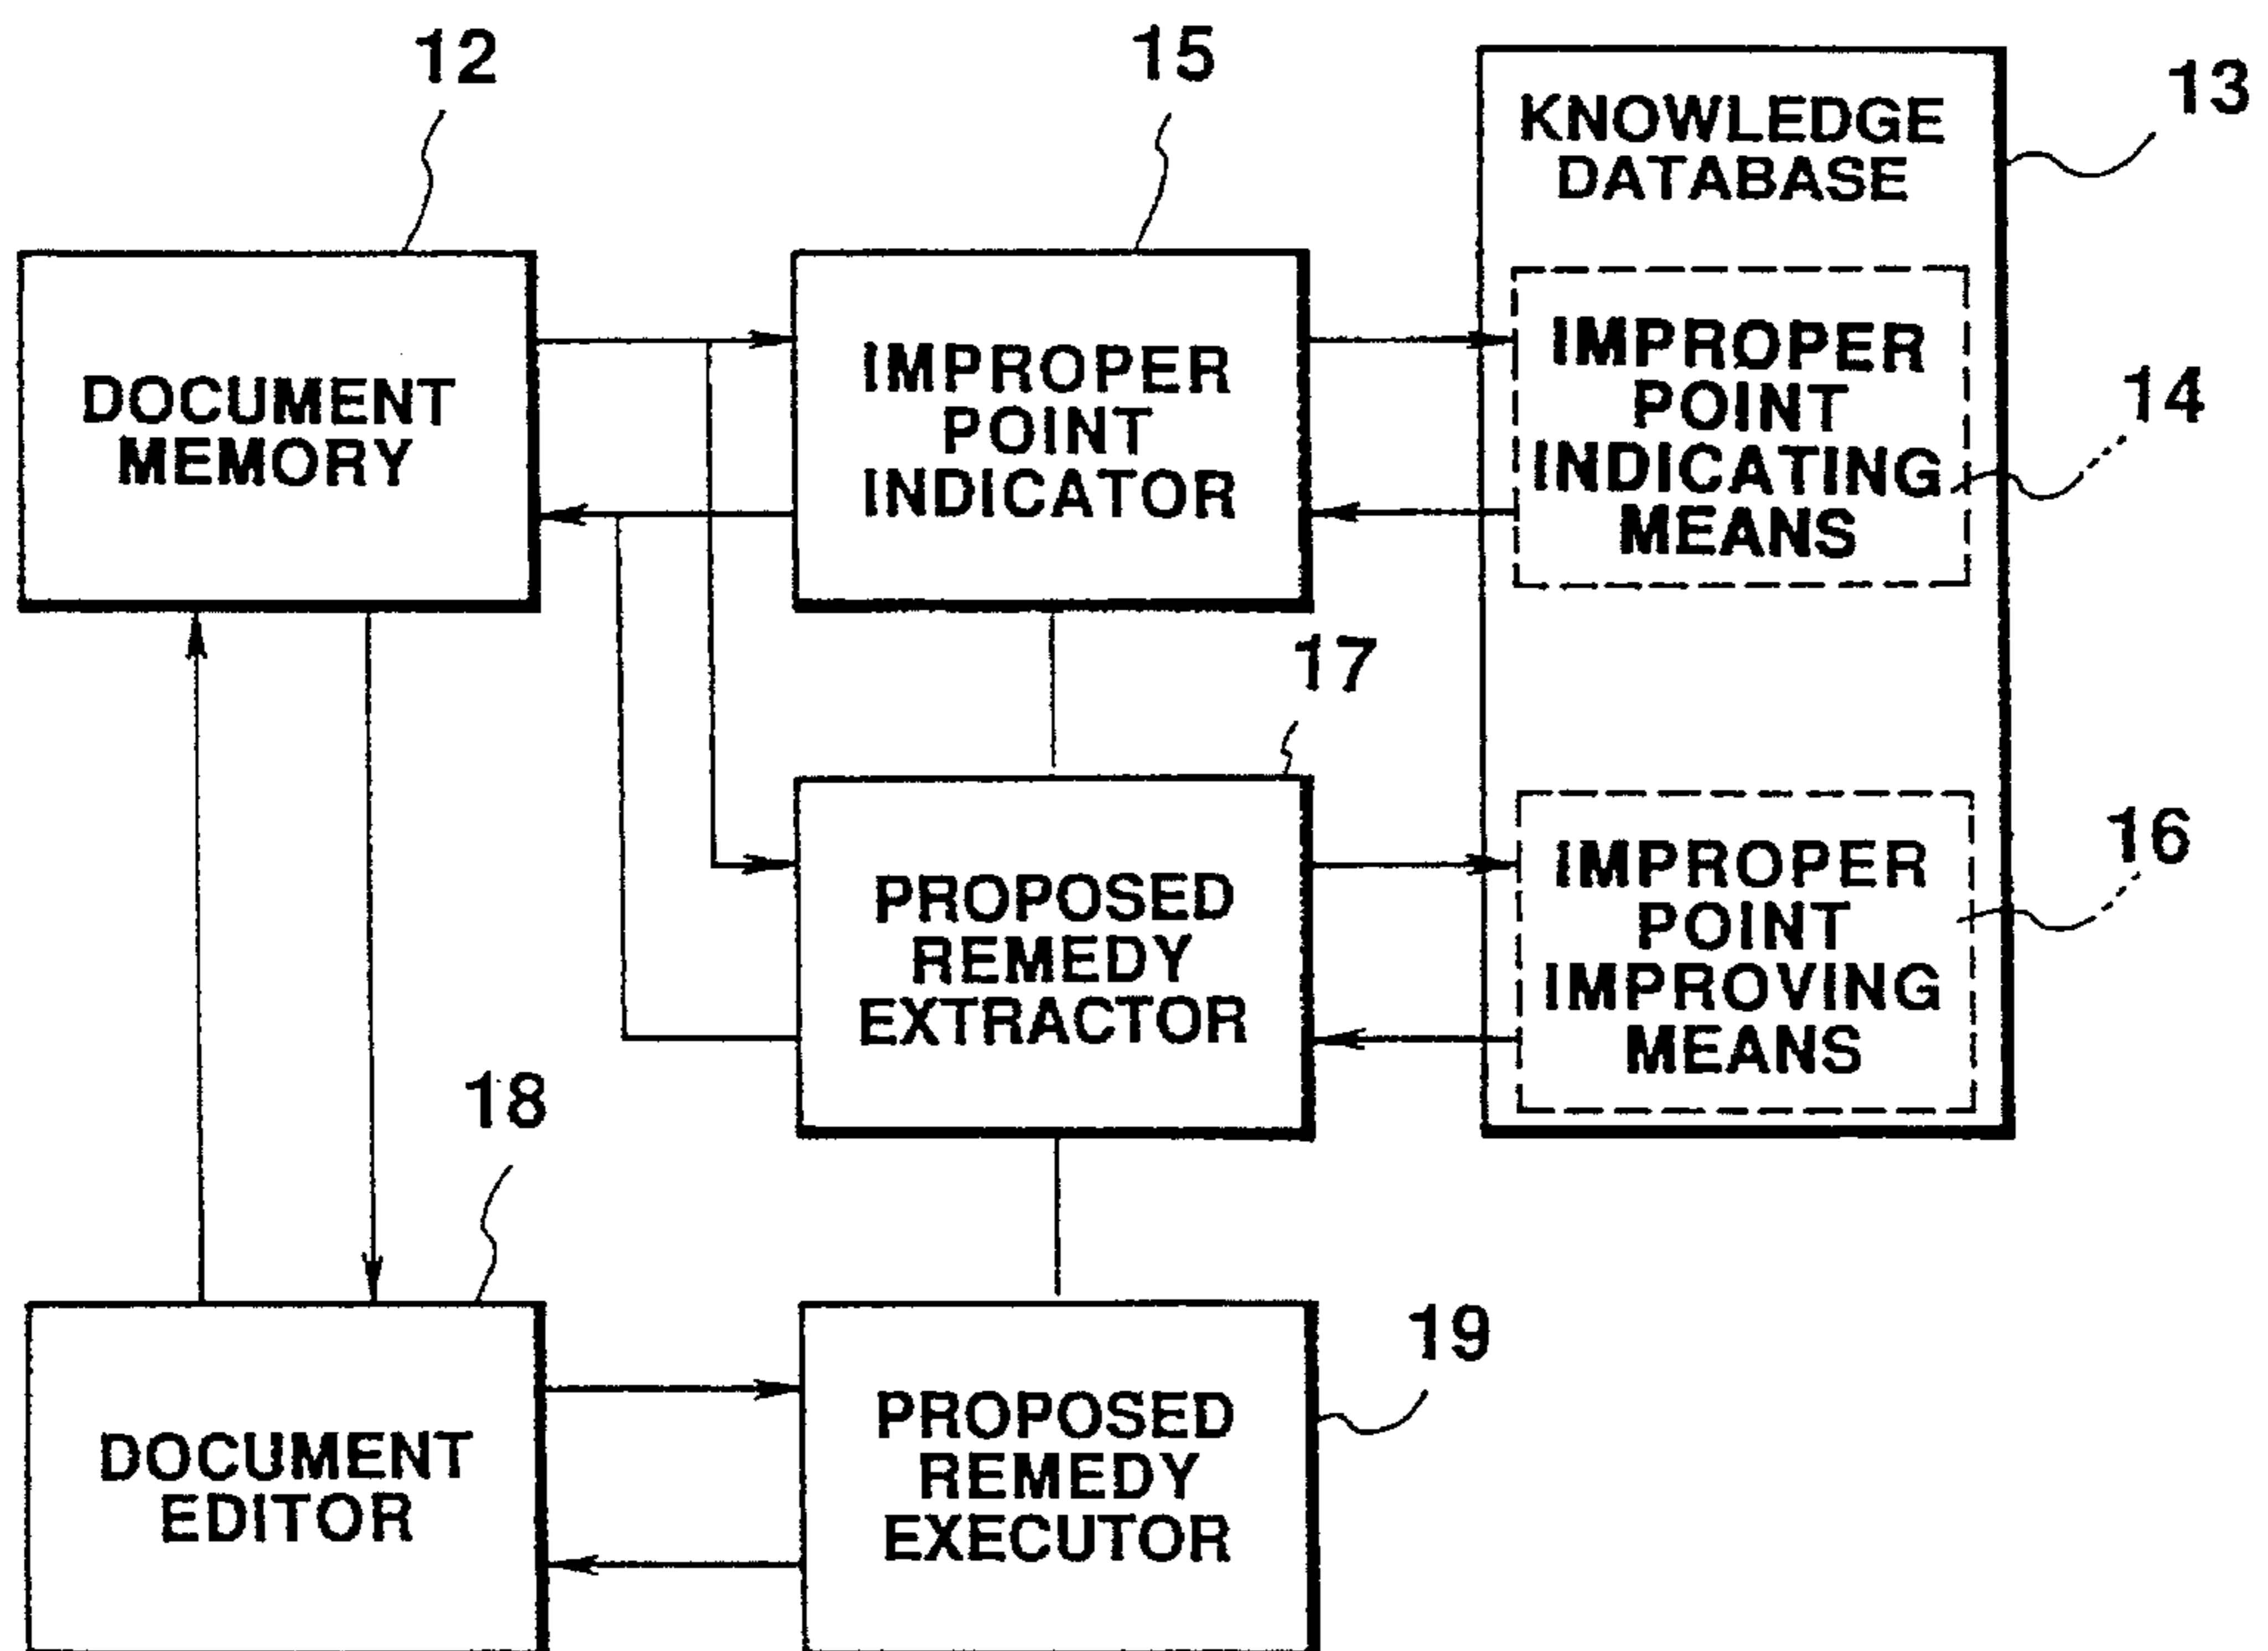 12
15
13
KNOWLEDGE
DATABASE
DOCUMENT
MEMORY
IMPROPER
POINT
INDICATOR
IMPROPER
POINT
INDICATING
MEANS
14
17
PROPOSED
REMEDY
EXTRACTOR
IMPROPER
POINT
IMPROVING
MEANS
16
18
19
DOCUMENT
EDITOR
PROPOSED
REMEDY
EXECUTOR